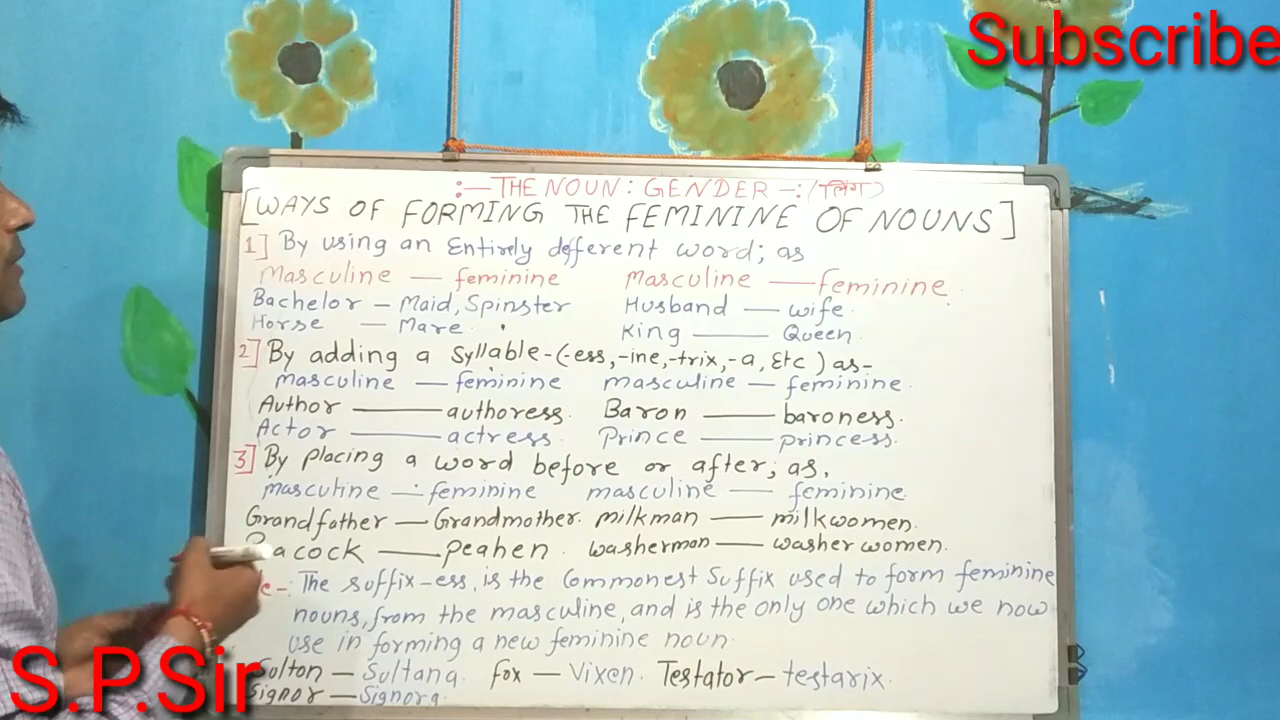 Subscribe
:— THE NOUN : GENDER —: (लिंग)
[WAYS OF FORMING THE FEMININE OF NOUNS]
1] By using an Entirely different word; as
Masculine — feminine Masculine — Feminine.
Bachelor — Maid, Spinster Husband — wife.
Horse — Mare. King — Queen.
2] By adding a Syllable-(-ess, -ine, -trix, -a, Etc) as-
masculine — feminine masculine — feminine.
Author — authoress. Baron — baroness.
Actor — actress. Prince — princess.
3] By placing a word before or after; as,
masculine — feminine masculine — feminine.
Grandfather — Grandmother. milkman — milkwomen.
Peacock — peahen. washerman — washer women.
The suffix-ess, is the Commonest Suffix used to form feminine
nouns, from the masculine, and is the only one which we now
use in forming a new feminine noun.
Sulton — Sultana. fox — Vixen. Testator — testarix.
Signor — Signora.
S.P.Sir